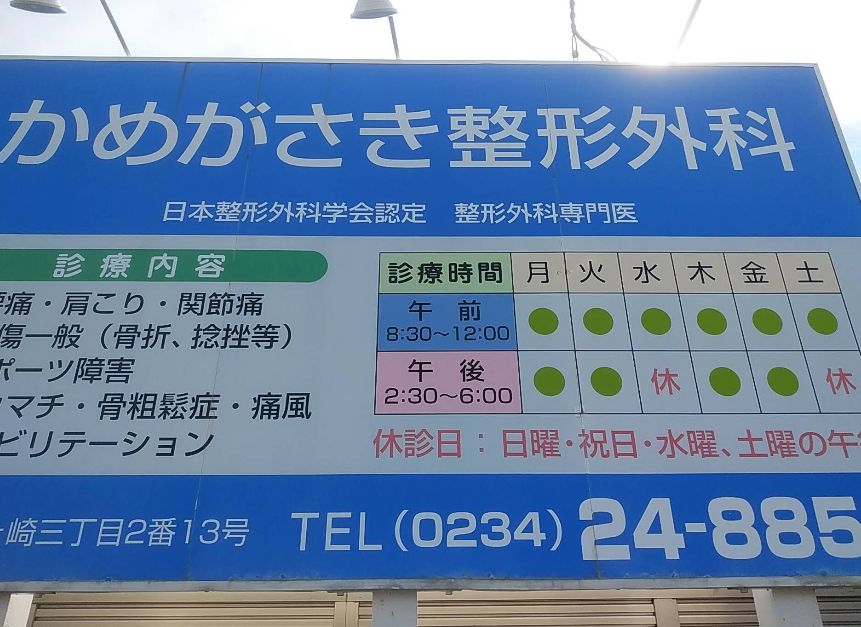 かめがさき整形外科
日本整形外科学会認定　整形外科専門医
診療内容
腰痛・肩こり・関節痛
傷一般（骨折、捻挫等）
ポーツ障害
マチ・骨粗鬆症・痛風
ビリテーション
診療時間 月 火 水 木 金 土
午前 8:30～12:00 ● ● ● ● ● ●
午後 2:30～6:00 ● ● 休 ● ● 休
休診日：日曜・祝日・水曜、土曜の午
ヶ崎三丁目2番13号 TEL（0234）24-885